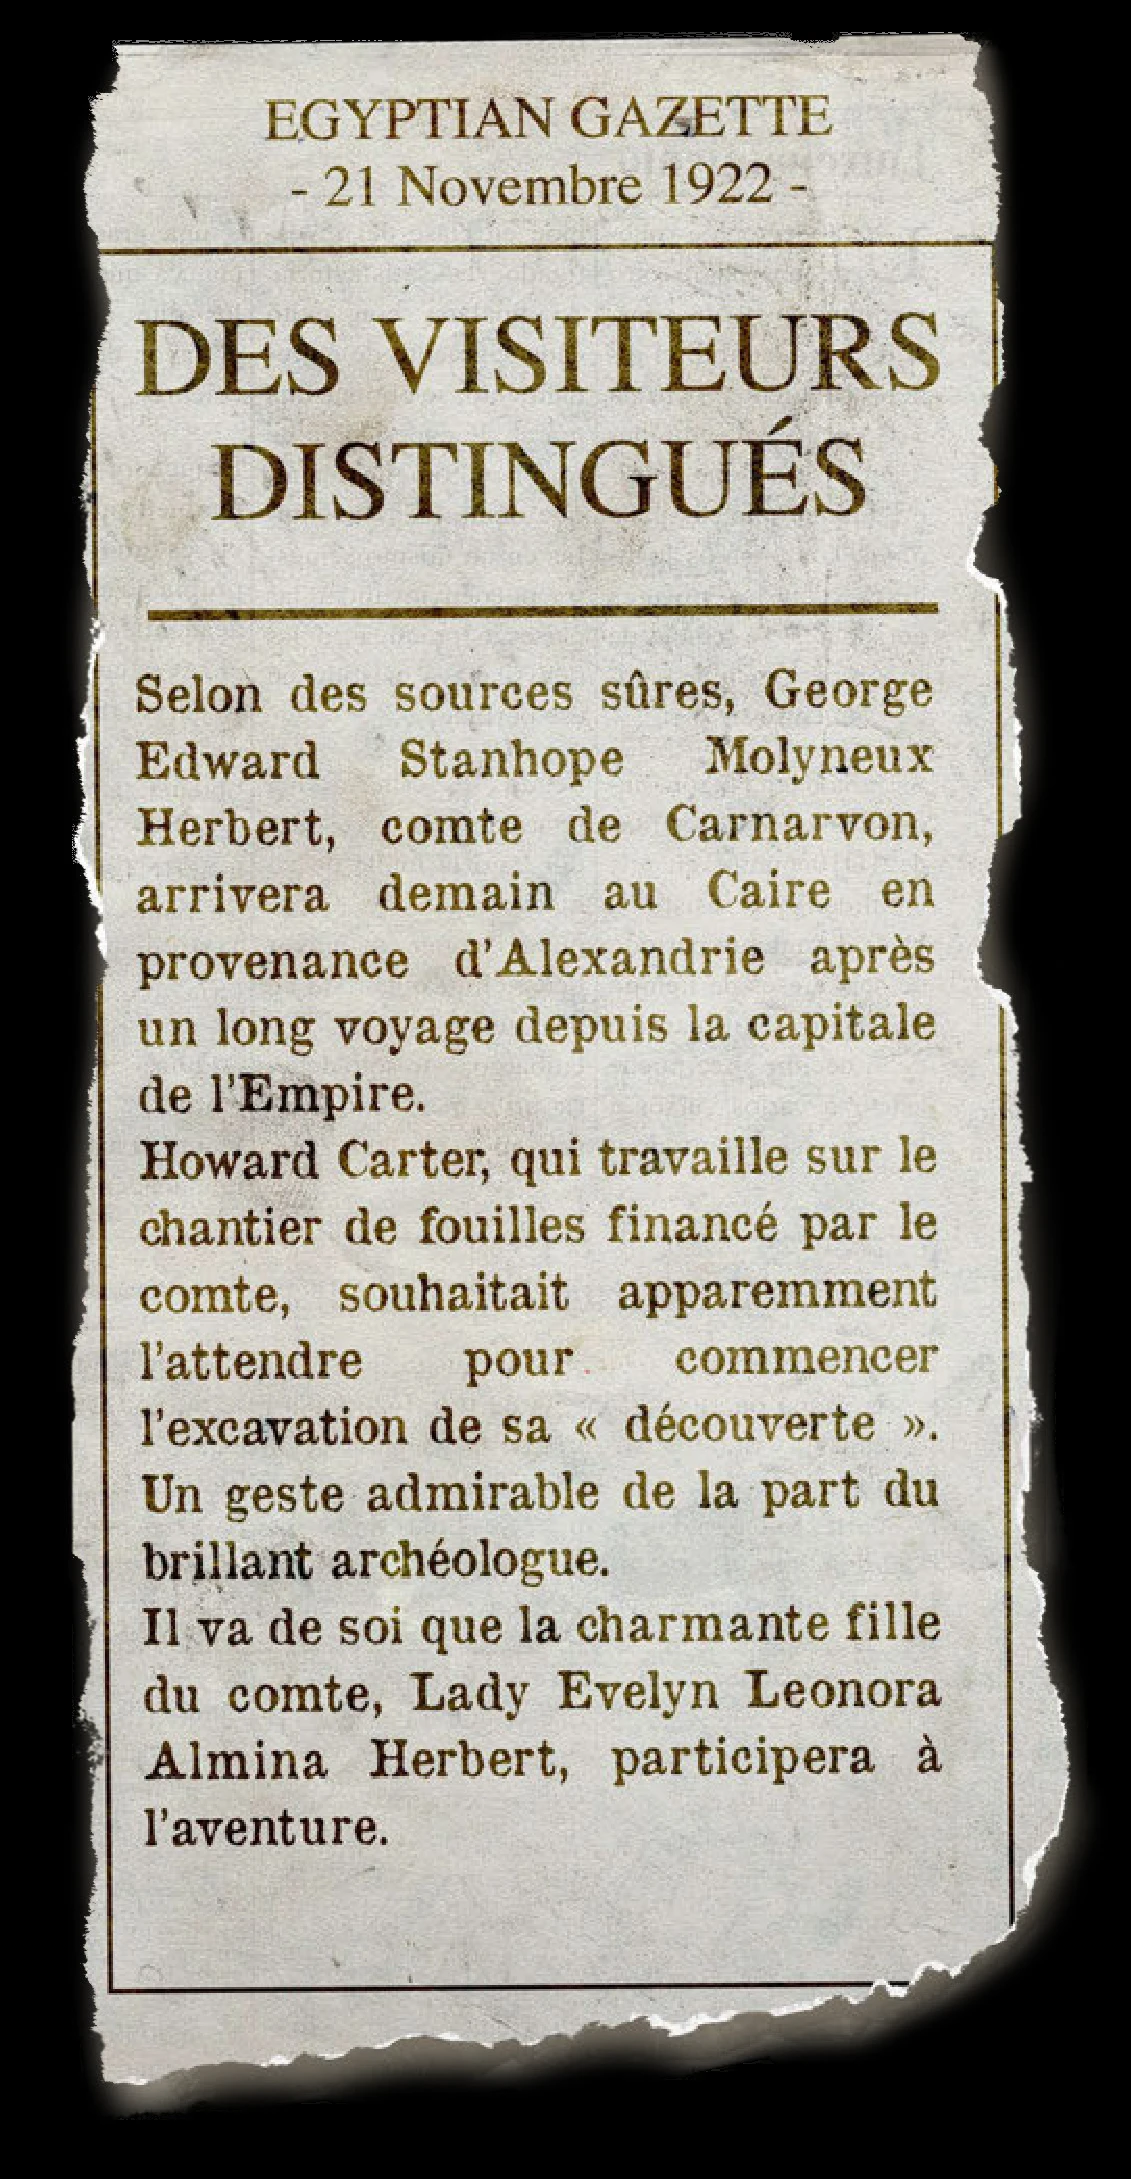 EGYPTIAN GAZETTE
- 21 Novembre 1922 -
DES VISITEURS
DISTINGUÉS
Selon des sources sûres, George
Edward Stanhope Molyneux
Herbert, comte de Carnarvon,
arrivera demain au Caire en
provenance d'Alexandrie après
un long voyage depuis la capitale
de l'Empire.
Howard Carter, qui travaille sur le
chantier de fouilles financé par le
comte, souhaitait apparemment
l'attendre pour commencer
l'excavation de sa « découverte ».
Un geste admirable de la part du
brillant archéologue.
Il va de soi que la charmante fille
du comte, Lady Evelyn Leonora
Almina Herbert, participera à
l'aventure.